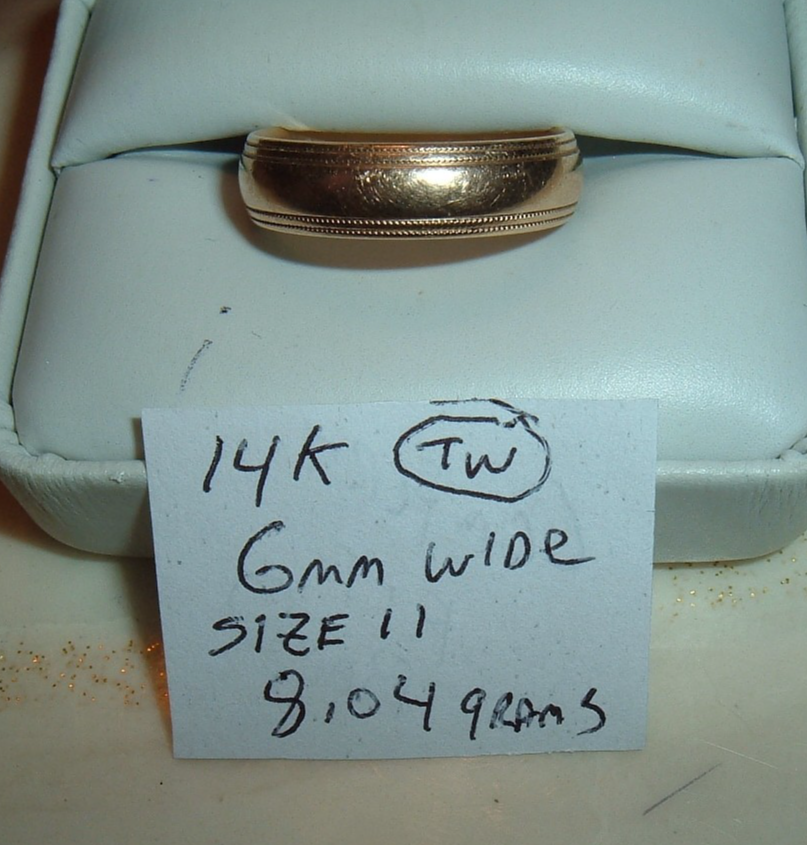 14K TW
6mm WIDe
SIZE 11
8.04 gRAmS